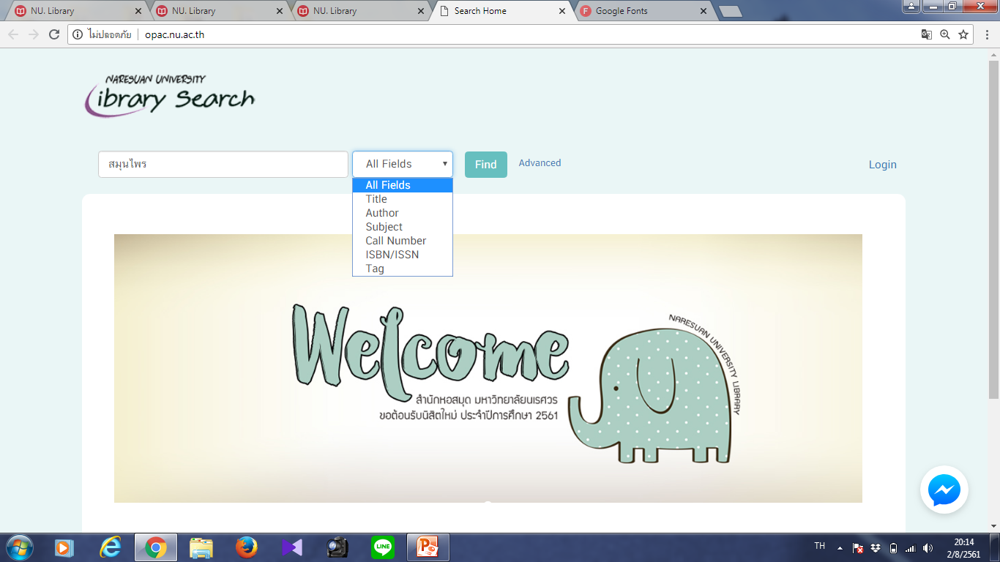 NU. Library
NU. Library
NU. Library
Search Home
Google Fonts
ไม่ปลอดภัย
opac.nu.ac.th
NARESUAN UNIVERSITY
Library Search
สมุนไพร
All Fields
Find
Advanced
Login
All Fields
Title
Author
Subject
Call Number
ISBN/ISSN
Tag
Welcome
สำนักหอสมุด มหาวิทยาลัยนเรศวร
ขอต้อนรับนิสิตใหม่ ประจำปีการศึกษา 2561
NARESUAN UNIVERSITY LIBRARY
LINE
TH
20:14
2/8/2561